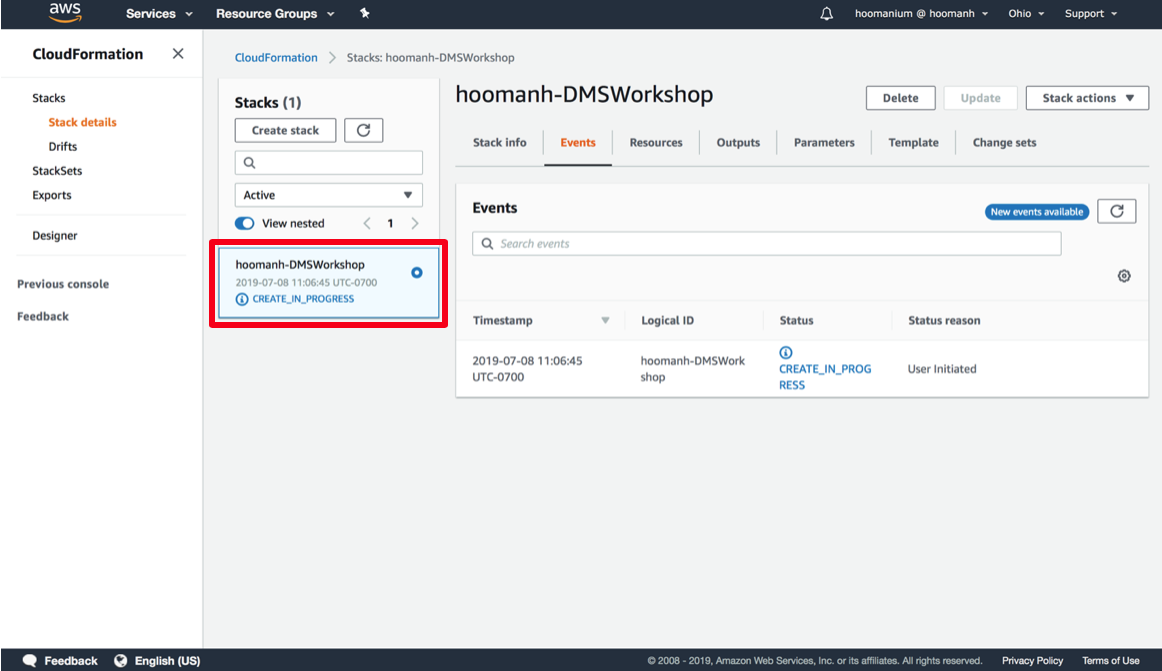 aws
Services
Resource Groups
hoomanium @ hoomanh
Ohio
Support
CloudFormation
Stacks
Stack details
Drifts
StackSets
Exports
Designer
Previous console
Feedback
CloudFormation
Stacks: hoomanh-DMSWorkshop
Stacks (1)
Create stack
Active
View nested
1
hoomanh-DMSWorkshop
2019-07-08 11:06:45 UTC-0700
CREATE_IN_PROGRESS
hoomanh-DMSWorkshop
Delete
Update
Stack actions
Stack info
Events
Resources
Outputs
Parameters
Template
Change sets
Events
New events available
Search events
Timestamp
Logical ID
Status
Status reason
2019-07-08 11:06:45
UTC-0700
hoomanh-DMSWork
shop
CREATE_IN_PROG
RESS
User Initiated
Feedback
English (US)
© 2008 - 2019, Amazon Web Services, Inc. or its affiliates. All rights reserved.
Privacy Policy
Terms of Use